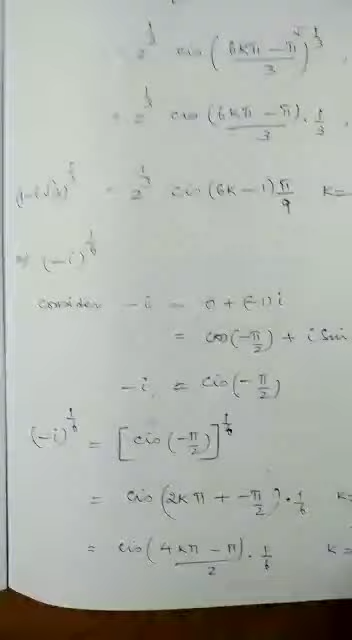 2^{1/3} cis (6kπ - π / 3)^{1/3}
= 2^{1/3} cis (6kπ - π / 3) · 1/3
(1-i√3)^{1/3} = 2^{1/3} cis (6k - 1) π/9 k=
(-i)^{1/6}
consider -i = 0 + (-1) i
= cos(-π/2) + i sin
-i = cis(-π/2)
(-i)^{1/6} = [cis(-π/2)]^{1/6}
= cis(2kπ + -π/2) · 1/6 k=
= cis(4kπ - π / 2) · 1/6 k=